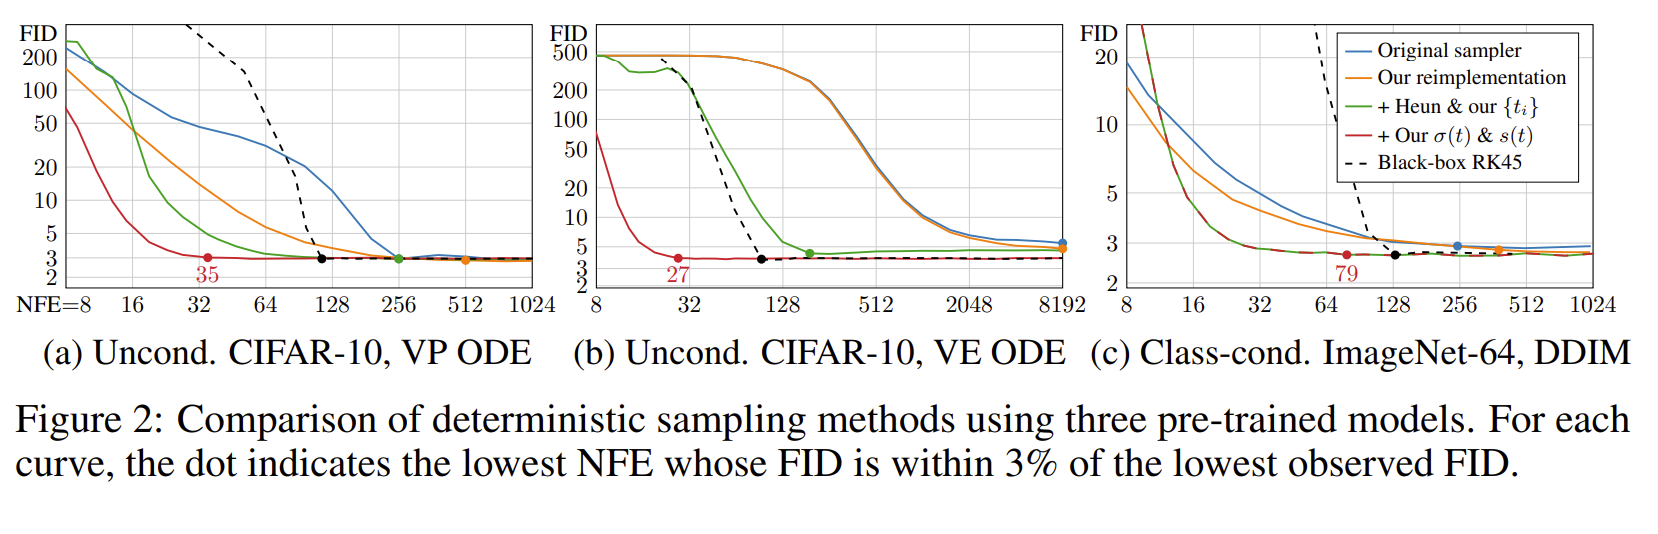 FID
200
100
50
20
10
5
3
2
NFE=8 16 32 64 128 256 512 1024
35
(a) Uncond. CIFAR-10, VP ODE
FID
500
200
100
50
20
10
5
3
2
8 32 128 512 2048 8192
27
(b) Uncond. CIFAR-10, VE ODE
FID
20
10
5
3
2
8 16 32 64 128 256 512 1024
79
Original sampler
Our reimplementation
+ Heun & our {tᵢ}
+ Our σ(t) & s(t)
Black-box RK45
(c) Class-cond. ImageNet-64, DDIM
Figure 2: Comparison of deterministic sampling methods using three pre-trained models. For each
curve, the dot indicates the lowest NFE whose FID is within 3% of the lowest observed FID.